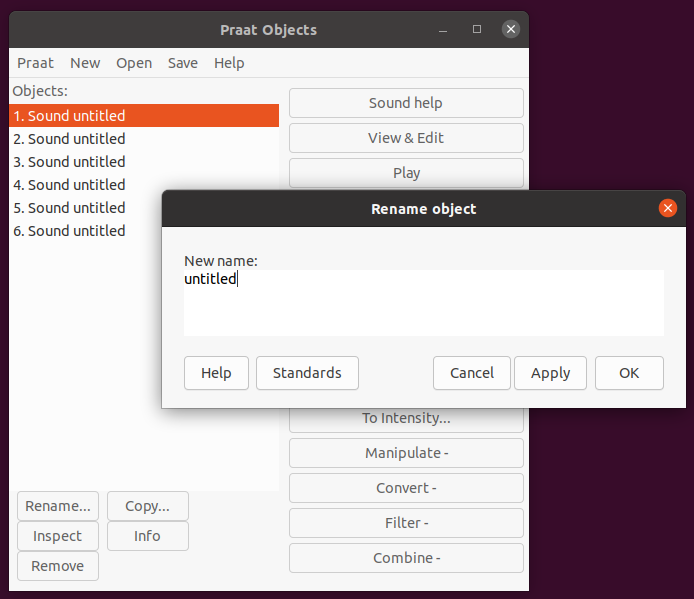 Praat Objects
Praat New Open Save Help
Objects:
1. Sound untitled
2. Sound untitled
3. Sound untitled
4. Sound untitled
5. Sound untitled
6. Sound untitled
Sound help
View & Edit
Play
Rename object
New name:
untitled
Help Standards Cancel Apply OK
To Intensity...
Manipulate -
Convert -
Filter -
Combine -
Rename... Copy...
Inspect Info
Remove